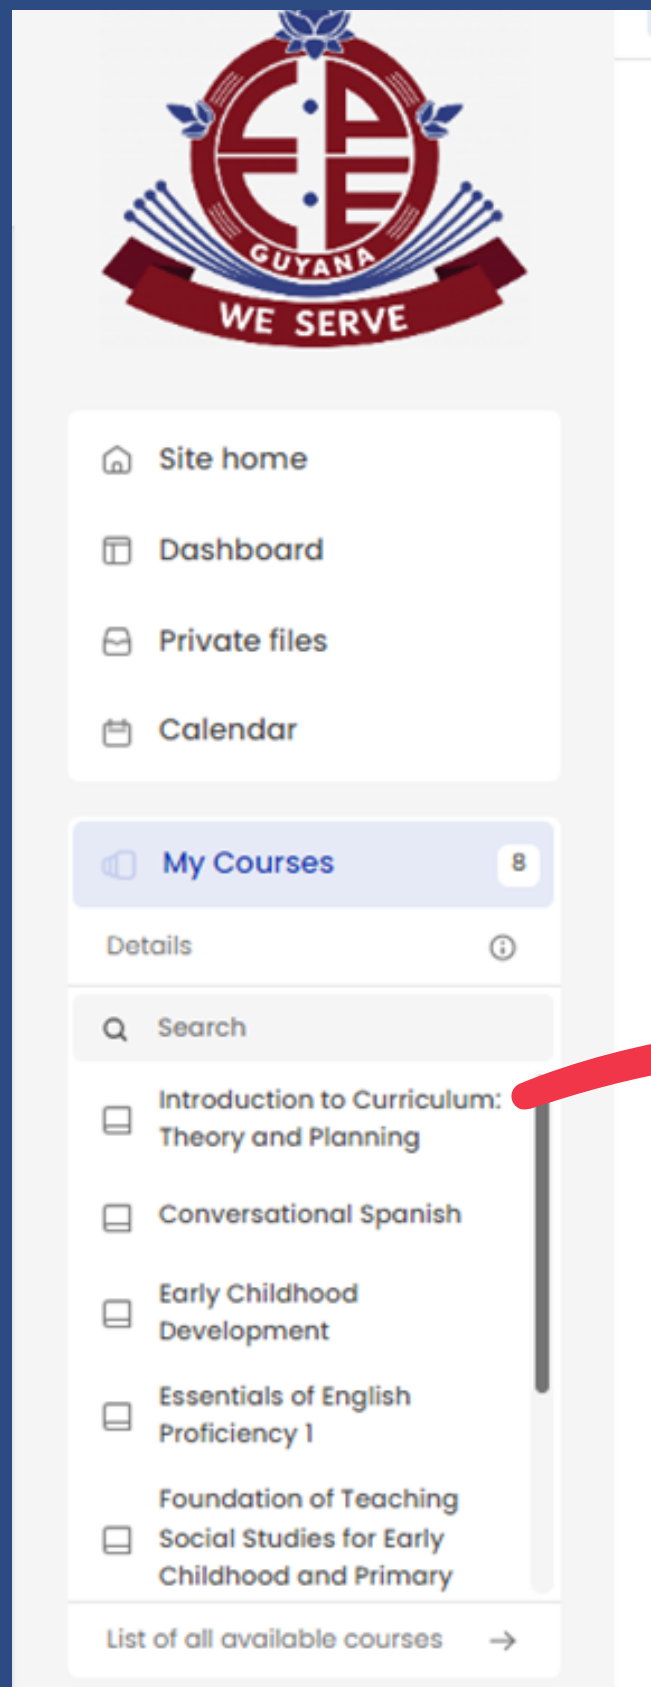 CPCE
GUYANA
WE SERVE
Site home
Dashboard
Private files
Calendar
My Courses 8
Details
Search
Introduction to Curriculum:
Theory and Planning
Conversational Spanish
Early Childhood
Development
Essentials of English
Proficiency 1
Foundation of Teaching
Social Studies for Early
Childhood and Primary
List of all available courses